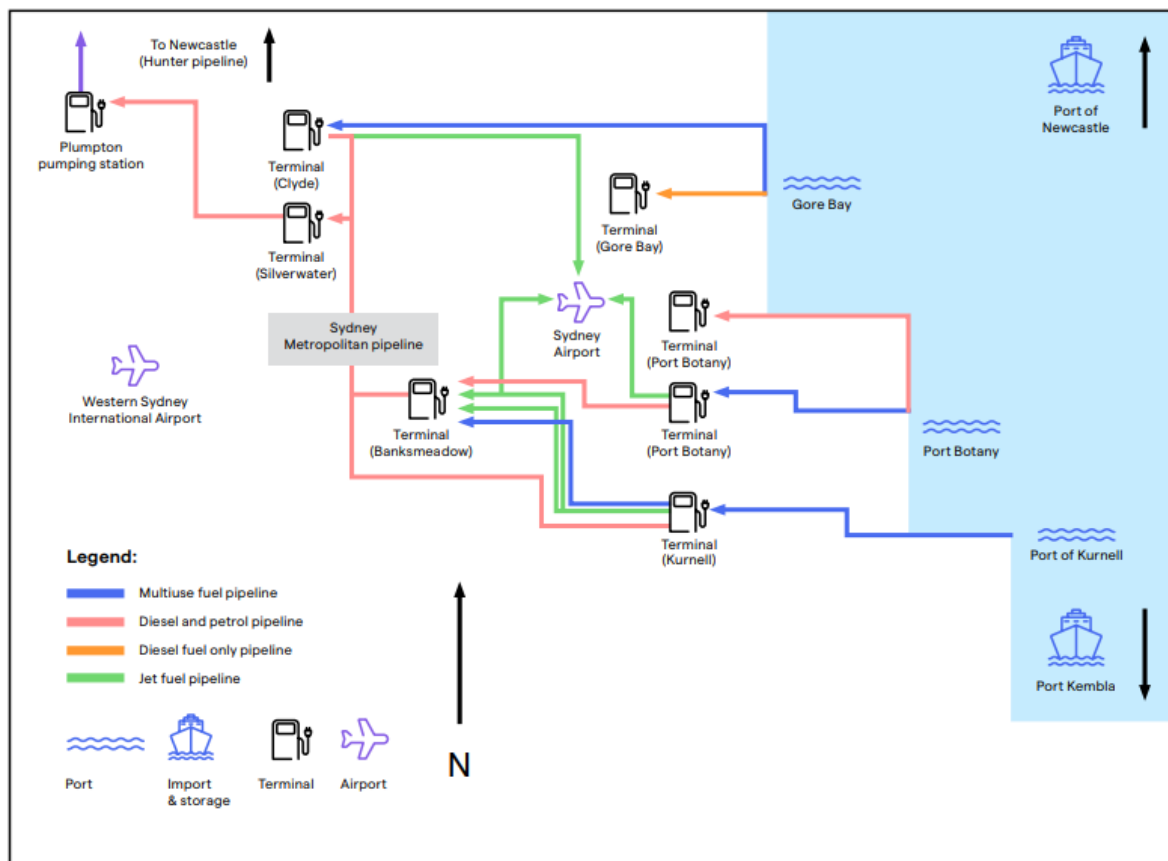 To Newcastle
(Hunter pipeline)
Port of
Newcastle
Plumpton
pumping station
Terminal
(Clyde)
Gore Bay
Terminal
(Gore Bay)
Terminal
(Silverwater)
Sydney
Metropolitan pipeline
Sydney
Airport
Terminal
(Port Botany)
Western Sydney
International Airport
Terminal
(Banksmeadow)
Terminal
(Port Botany)
Port Botany
Terminal
(Kurnell)
Port of Kurnell
Legend:
Multiuse fuel pipeline
Diesel and petrol pipeline
Diesel fuel only pipeline
Jet fuel pipeline
Port Kembla
N
Port
Import
& storage
Terminal
Airport